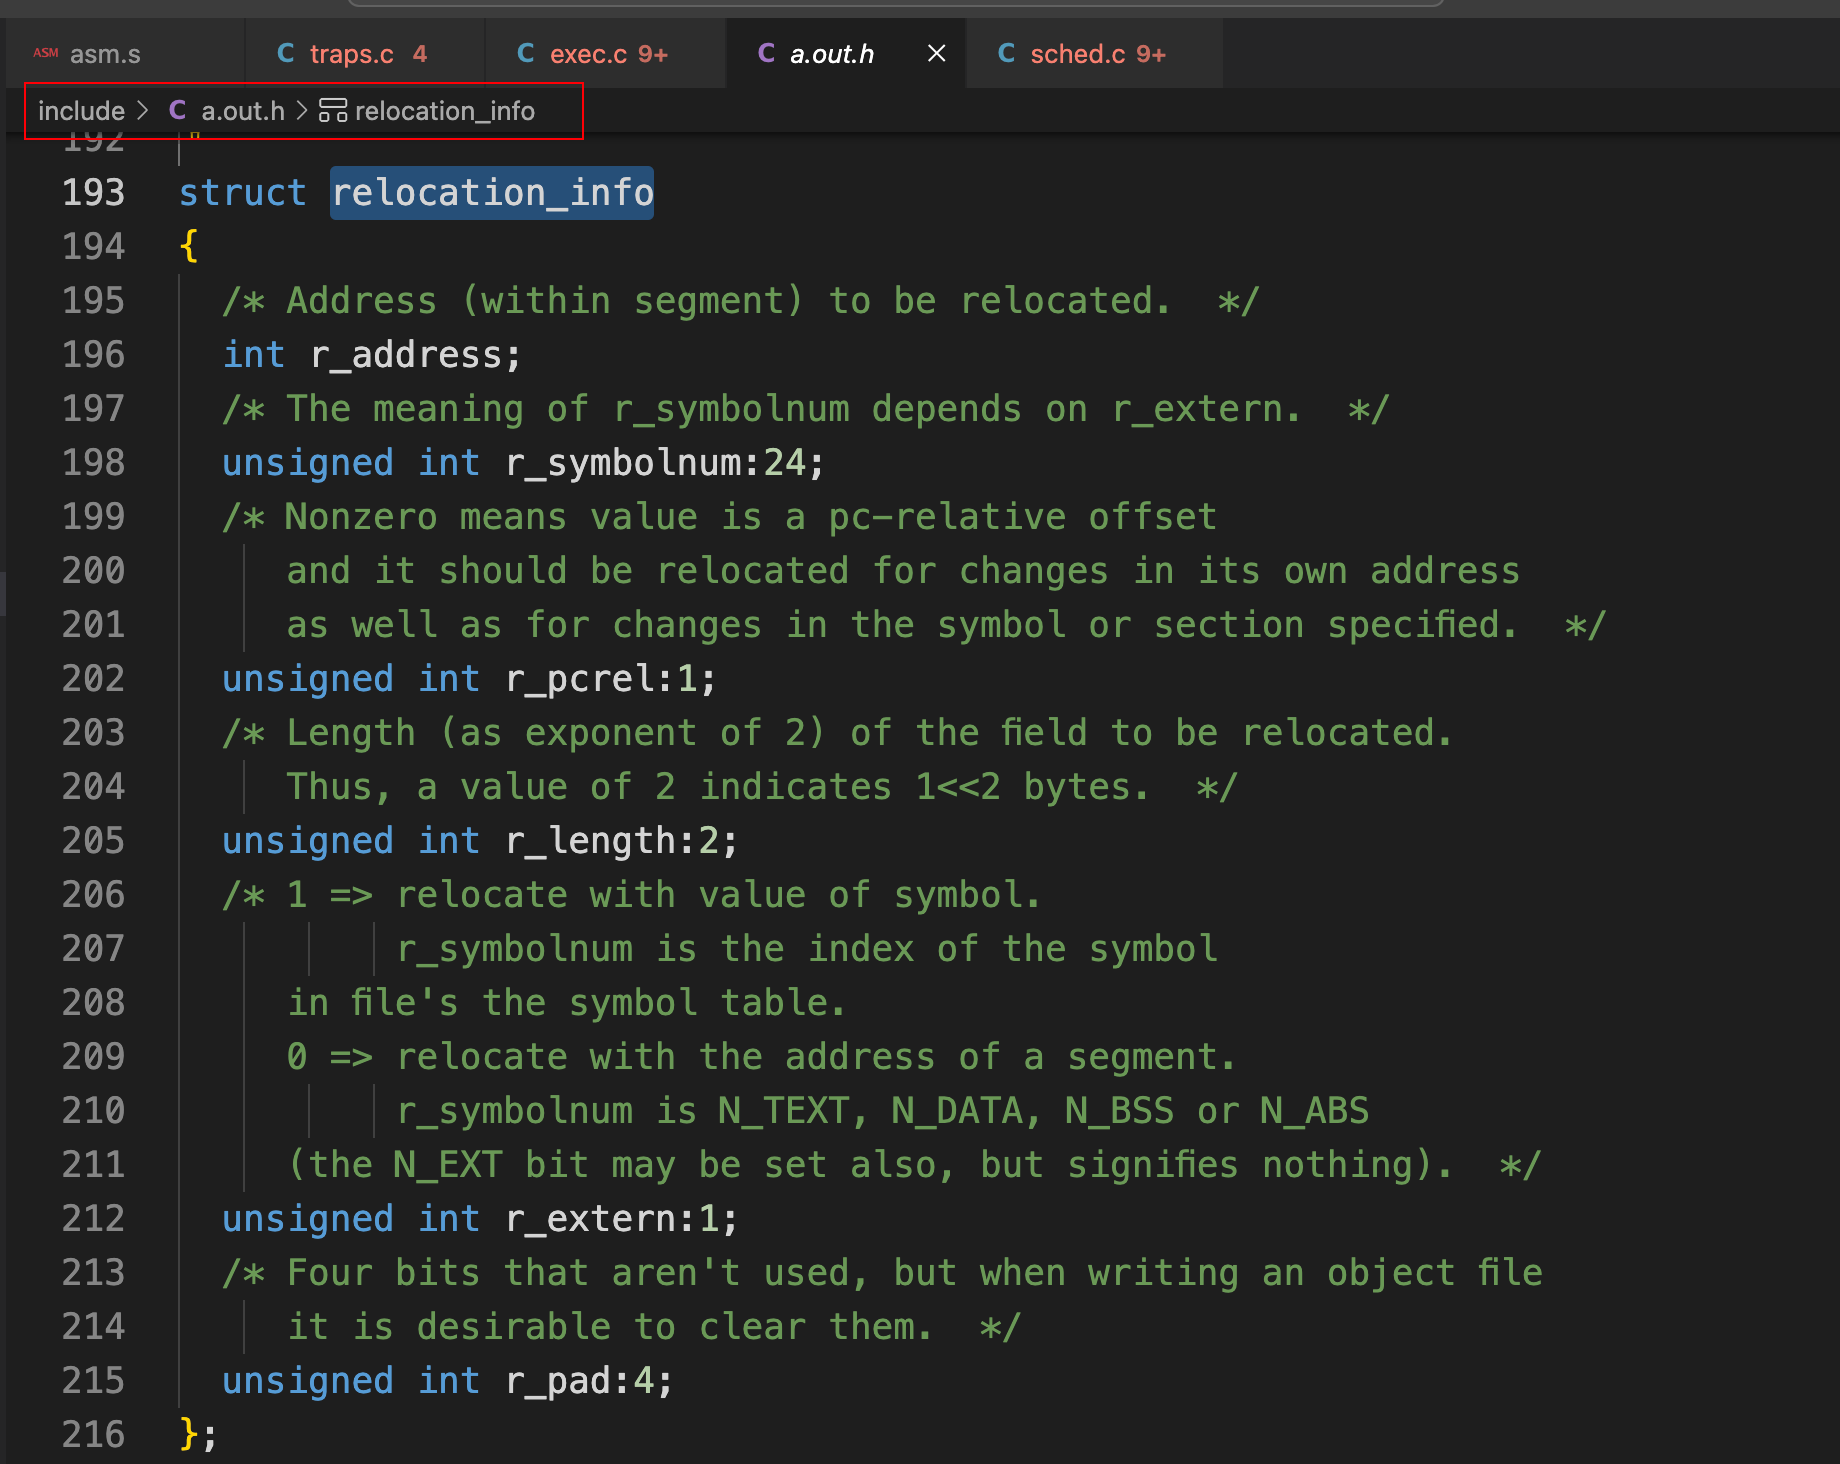 ASM asm.s C traps.c 4 C exec.c 9+ C a.out.h × C sched.c 9+
include > C a.out.h > relocation_info
192
193 struct relocation_info
194 {
195 /* Address (within segment) to be relocated.  */
196 int r_address;
197 /* The meaning of r_symbolnum depends on r_extern.  */
198 unsigned int r_symbolnum:24;
199 /* Nonzero means value is a pc-relative offset
200 and it should be relocated for changes in its own address
201 as well as for changes in the symbol or section specified.  */
202 unsigned int r_pcrel:1;
203 /* Length (as exponent of 2) of the field to be relocated.
204 Thus, a value of 2 indicates 1<<2 bytes.  */
205 unsigned int r_length:2;
206 /* 1 => relocate with value of symbol.
207 r_symbolnum is the index of the symbol
208 in file's the symbol table.
209 0 => relocate with the address of a segment.
210 r_symbolnum is N_TEXT, N_DATA, N_BSS or N_ABS
211 (the N_EXT bit may be set also, but signifies nothing).  */
212 unsigned int r_extern:1;
213 /* Four bits that aren't used, but when writing an object file
214 it is desirable to clear them.  */
215 unsigned int r_pad:4;
216 };